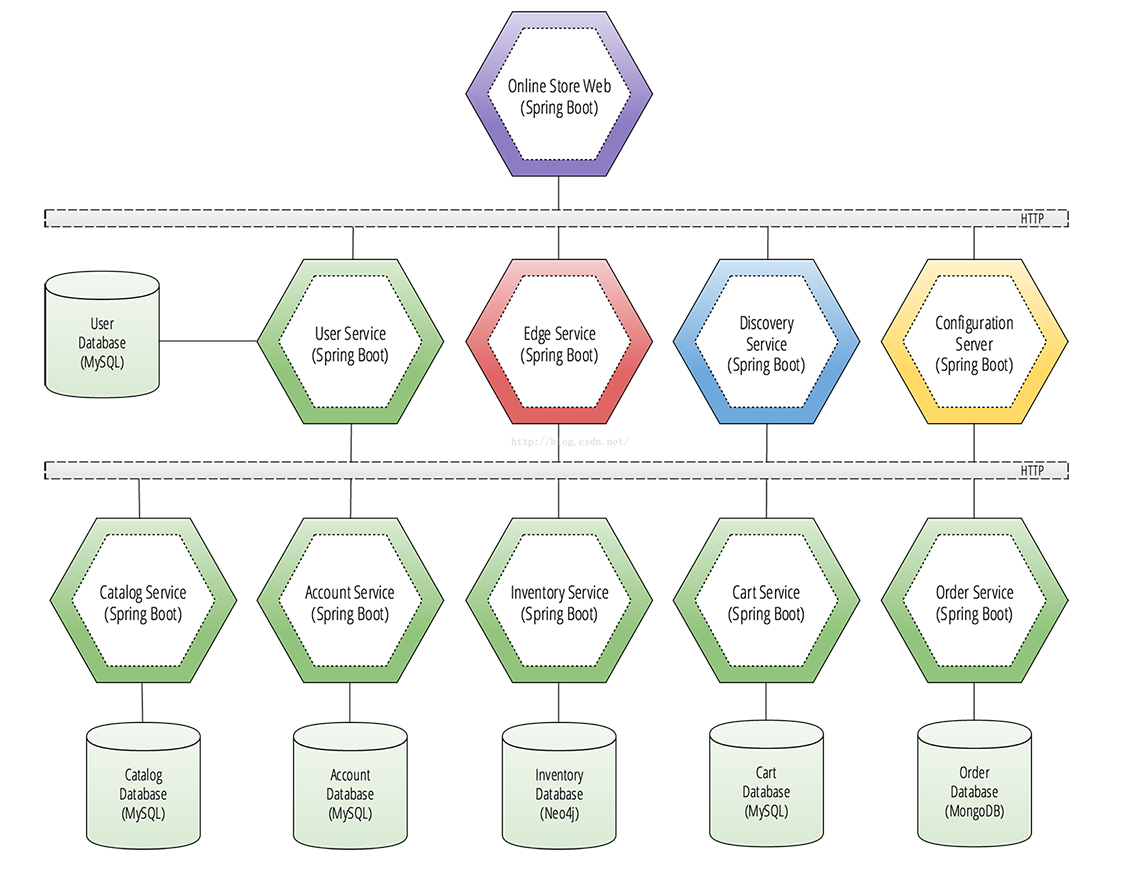 Online Store Web
(Spring Boot)
HTTP
User
Database
(MySQL)
User Service
(Spring Boot)
Edge Service
(Spring Boot)
Discovery
Service
(Spring Boot)
Configuration
Server
(Spring Boot)
http://blog.csdn.net/
HTTP
Catalog Service
(Spring Boot)
Account Service
(Spring Boot)
Inventory Service
(Spring Boot)
Cart Service
(Spring Boot)
Order Service
(Spring Boot)
Catalog
Database
(MySQL)
Account
Database
(MySQL)
Inventory
Database
(Neo4j)
Cart
Database
(MySQL)
Order
Database
(MongoDB)